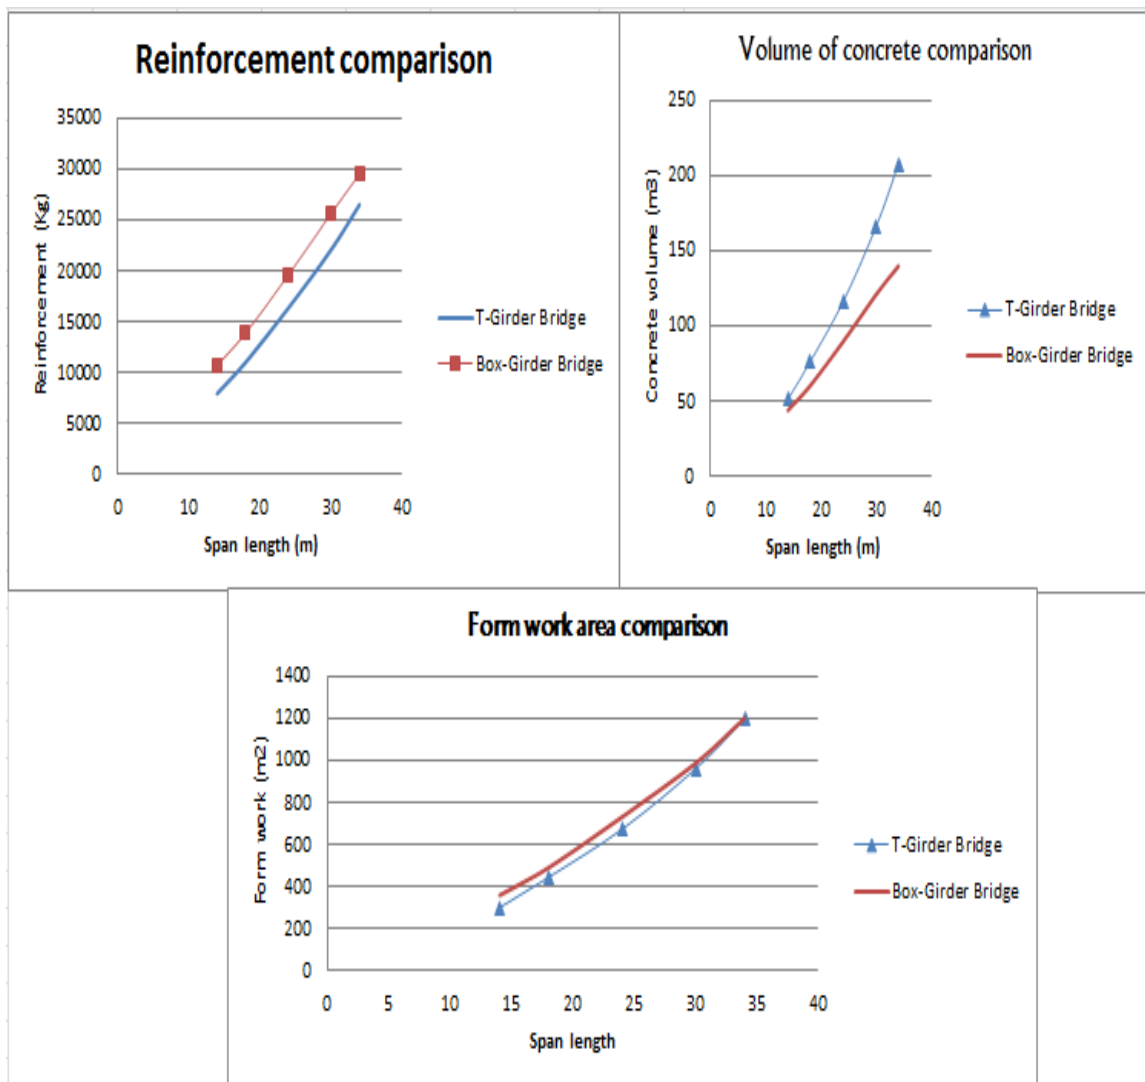 Reinforcement comparison
35000
30000
25000
20000
15000
10000
5000
0
Reinforcement (Kg)
0 10 20 30 40
Span length (m)
T-Girder Bridge
Box-Girder Bridge
Volume of concrete comparison
250
200
150
100
50
0
Concrete volume (m3)
0 10 20 30 40
Span length (m)
T-Girder Bridge
Box-Girder Bridge
Form work area comparison
1400
1200
1000
800
600
400
200
0
Form work (m2)
0 5 10 15 20 25 30 35 40
Span length
T-Girder Bridge
Box-Girder Bridge